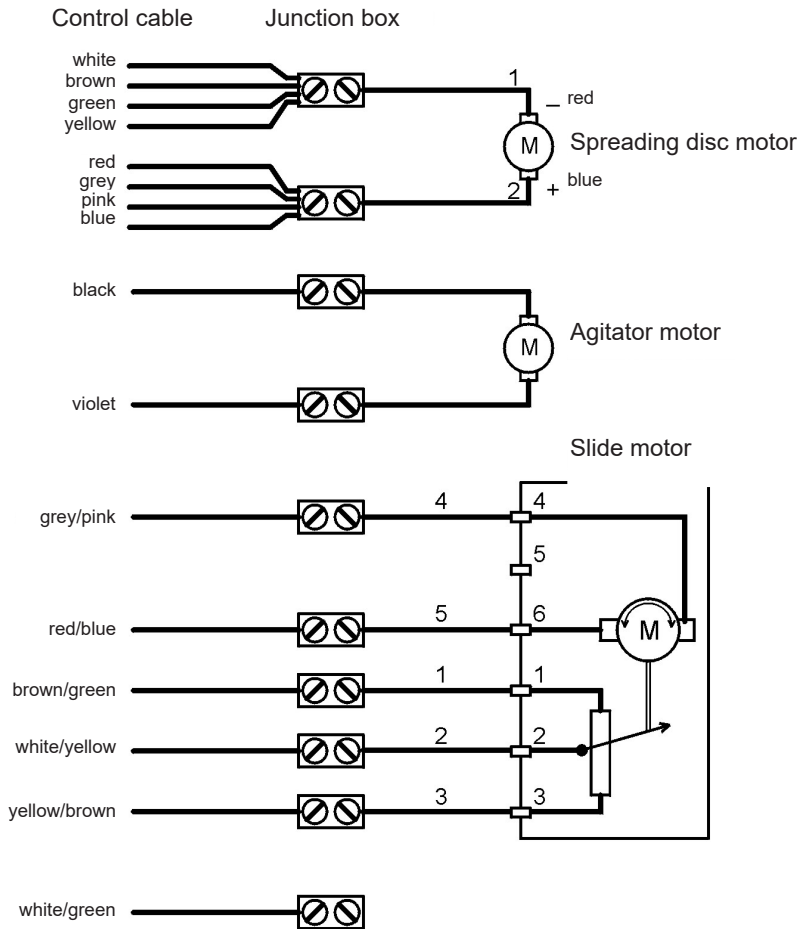 Control cable Junction box
white
brown
green
yellow
1
– red
M
Spreading disc motor
2
+ blue
red
grey
pink
blue
black
M
Agitator motor
violet
Slide motor
grey/pink 4 4
5
red/blue 5 6 M
brown/green 1 1
white/yellow 2 2
yellow/brown 3 3
white/green